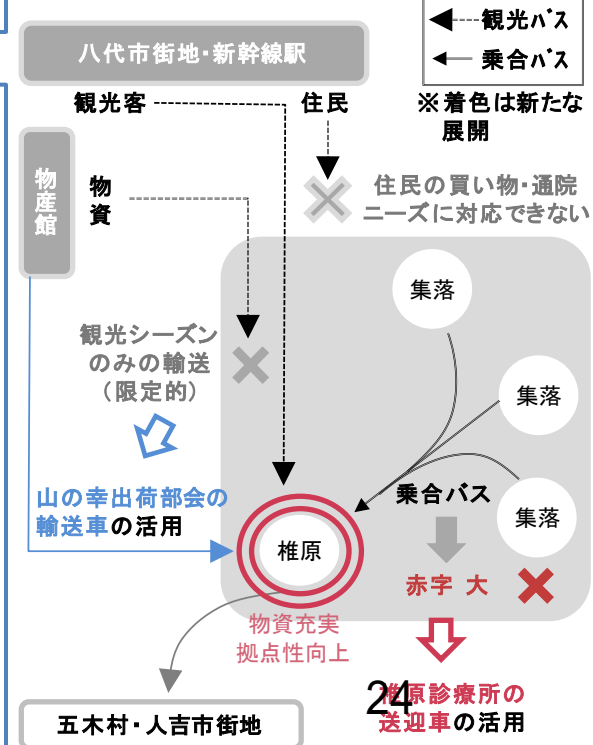 観光バス
乗合バス
※着色は新たな
展開
八代市街地・新幹線駅
観光客
住民
物産館
物資
住民の買い物・通院
ニーズに対応できない
集落
集落
集落
観光シーズン
のみの輸送
（限定的）
山の幸出荷部会の
輸送車の活用
椎原
乗合バス
赤字 大
物資充実
拠点性向上
椎原診療所の
送迎車の活用
24
五木村・人吉市街地